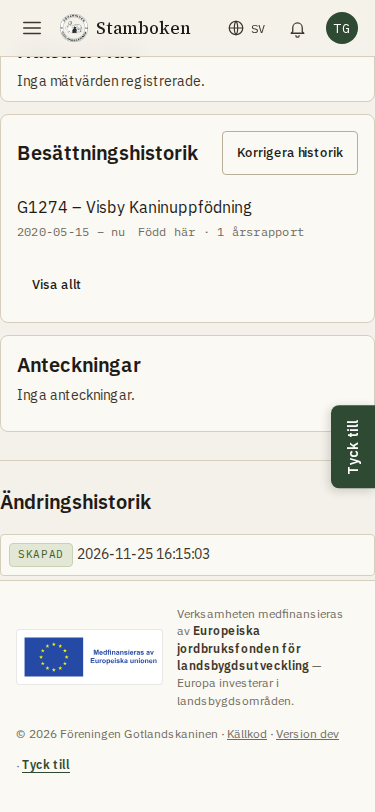 Stamboken
SV
TG
Inga mätvärden registrerade.
Besättningshistorik
Korrigera historik
G1274 – Visby Kaninuppfödning
2020-05-15 – nu Född här · 1 årsrapport
Visa allt
Anteckningar
Inga anteckningar.
Tyck till
Ändringshistorik
SKAPAD 2026-11-25 16:15:03
Medfinansieras av
Europeiska unionen
Verksamheten medfinansieras
av Europeiska
jordbruksfonden för
landsbygdsutveckling —
Europa investerar i
landsbygdsområden.
© 2026 Föreningen Gotlandskaninen · Källkod · Version dev
· Tyck till